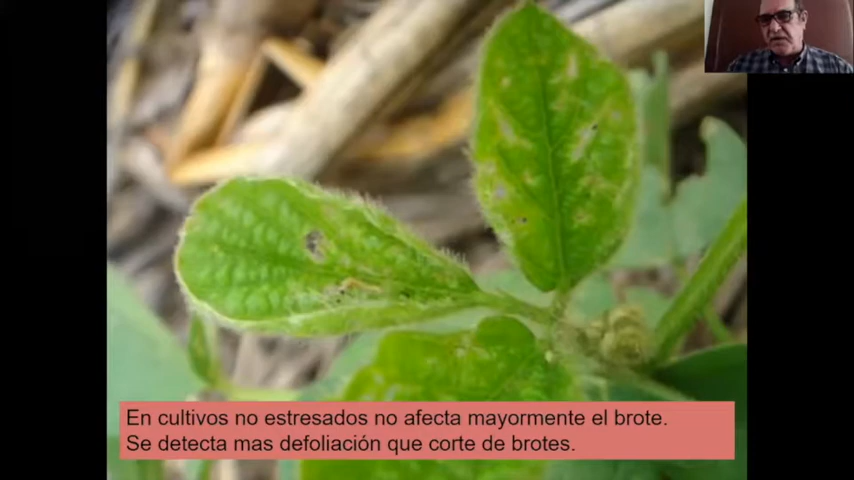 En cultivos no estresados no afecta mayormente el brote.
Se detecta mas defoliación que corte de brotes.